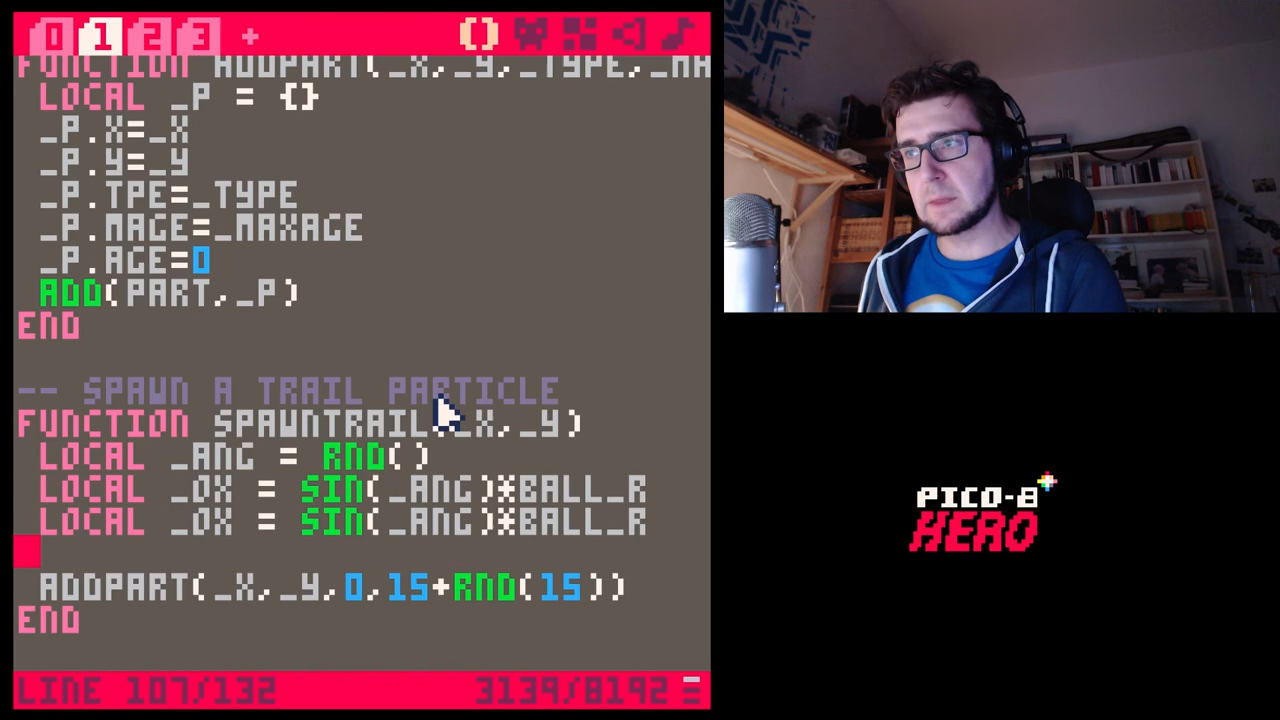 0 1 2 3 +
FUNCTION ADDPART(_X,_Y,_TYPE,_MA
LOCAL _P = {}
_P.X=_X
_P.Y=_Y
_P.TPE=_TYPE
_P.MAGE=_MAXAGE
_P.AGE=0
ADD(PART,_P)
END
-- SPAWN A TRAIL PARTICLE
FUNCTION SPAWNTRAIL(_X,_Y)
LOCAL _ANG = RND()
LOCAL _OX = SIN(_ANG)*BALL_R
LOCAL _OX = SIN(_ANG)*BALL_R
ADDPART(_X,_Y,0,15+RND(15))
END
LINE 107/132 3139/8192
PICO-8
HERO